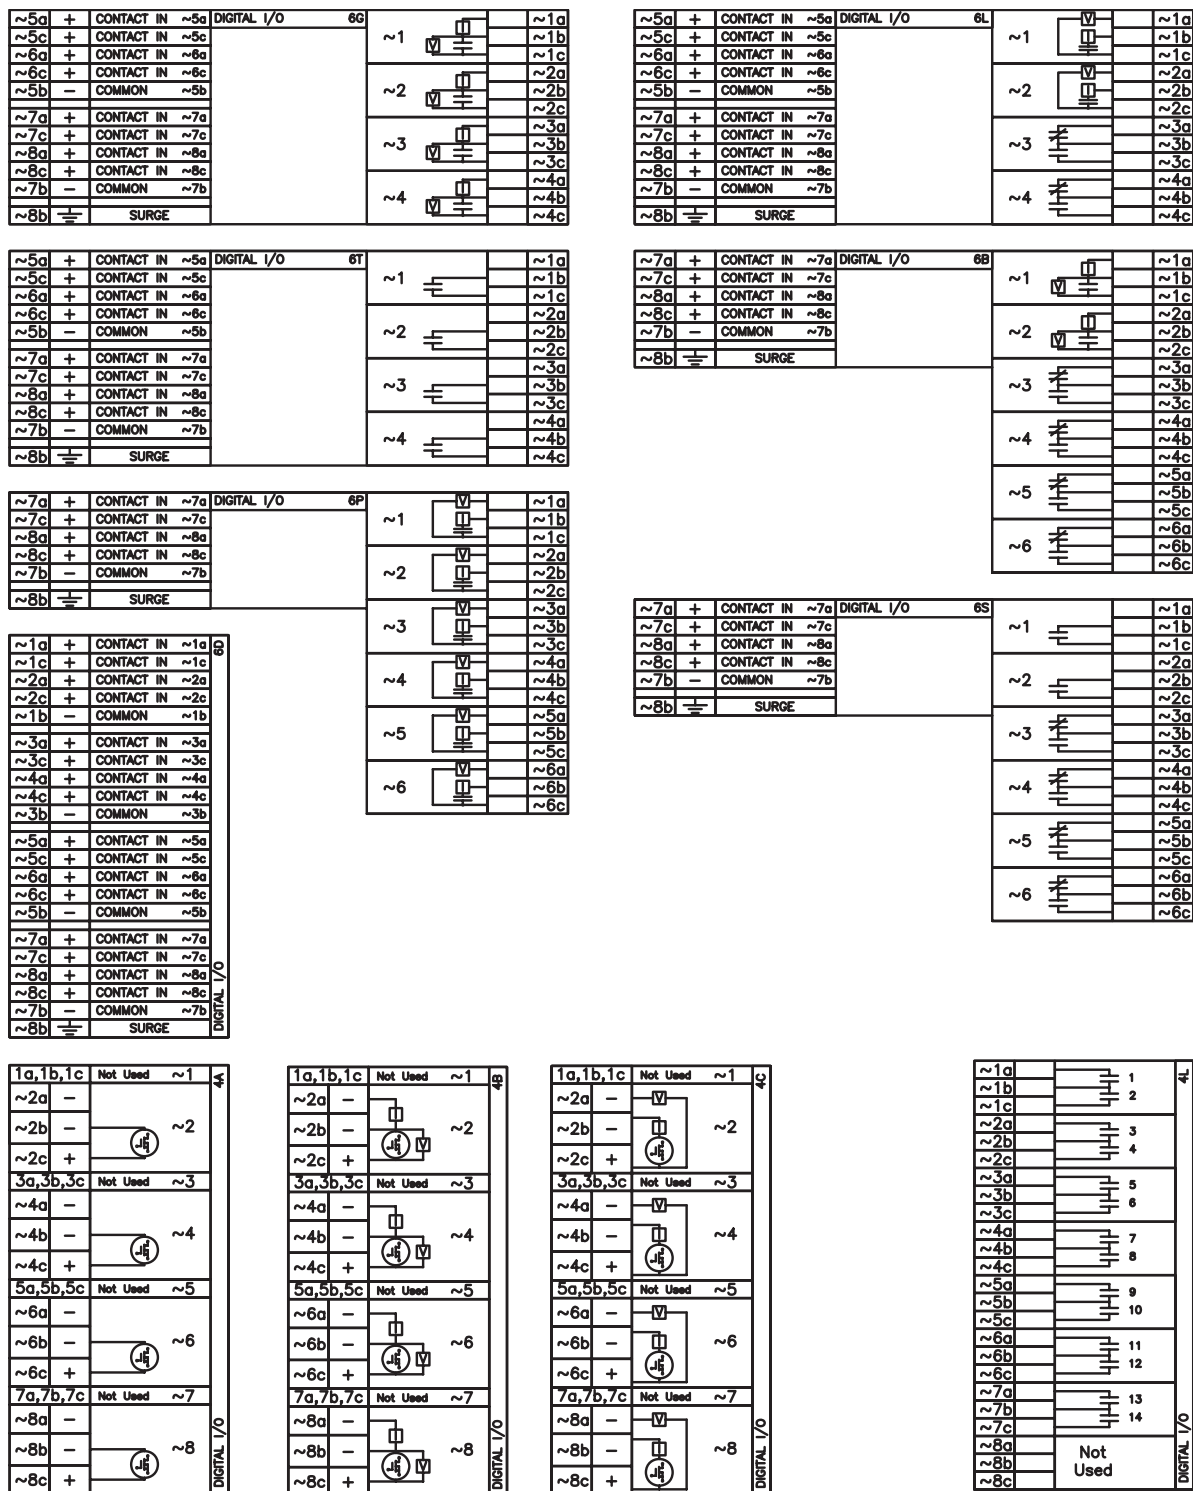 ~5a + CONTACT IN ~5a DIGITAL I/O 6G
~5c + CONTACT IN ~5c
~6a + CONTACT IN ~6a
~6c + CONTACT IN ~6c
~5b − COMMON ~5b
~7a + CONTACT IN ~7a
~7c + CONTACT IN ~7c
~8a + CONTACT IN ~8a
~8c + CONTACT IN ~8c
~7b − COMMON ~7b
~8b SURGE
~1 V ~1a
~1b
~1c
~2 V ~2a
~2b
~2c
~3 V ~3a
~3b
~3c
~4 V ~4a
~4b
~4c
~5a + CONTACT IN ~5a DIGITAL I/O 6L
~5c + CONTACT IN ~5c
~6a + CONTACT IN ~6a
~6c + CONTACT IN ~6c
~5b − COMMON ~5b
~7a + CONTACT IN ~7a
~7c + CONTACT IN ~7c
~8a + CONTACT IN ~8a
~8c + CONTACT IN ~8c
~7b − COMMON ~7b
~8b SURGE
~1 V ~1a
~1b
~1c
~2 V ~2a
~2b
~2c
~3 ~3a
~3b
~3c
~4 ~4a
~4b
~4c
~5a + CONTACT IN ~5a DIGITAL I/O 6T
~5c + CONTACT IN ~5c
~6a + CONTACT IN ~6a
~6c + CONTACT IN ~6c
~5b − COMMON ~5b
~7a + CONTACT IN ~7a
~7c + CONTACT IN ~7c
~8a + CONTACT IN ~8a
~8c + CONTACT IN ~8c
~7b − COMMON ~7b
~8b SURGE
~1 ~1a
~1b
~1c
~2 ~2a
~2b
~2c
~3 ~3a
~3b
~3c
~4 ~4a
~4b
~4c
~7a + CONTACT IN ~7a DIGITAL I/O 6B
~7c + CONTACT IN ~7c
~8a + CONTACT IN ~8a
~8c + CONTACT IN ~8c
~7b − COMMON ~7b
~8b SURGE
~1 V ~1a
~1b
~1c
~2 V ~2a
~2b
~2c
~3 ~3a
~3b
~3c
~4 ~4a
~4b
~4c
~5 ~5a
~5b
~5c
~6 ~6a
~6b
~6c
~7a + CONTACT IN ~7a DIGITAL I/O 6P
~7c + CONTACT IN ~7c
~8a + CONTACT IN ~8a
~8c + CONTACT IN ~8c
~7b − COMMON ~7b
~8b SURGE
~1 V ~1a
~1b
~1c
~2 V ~2a
~2b
~2c
~3 V ~3a
~3b
~3c
~4 V ~4a
~4b
~4c
~5 V ~5a
~5b
~5c
~6 V ~6a
~6b
~6c
~7a + CONTACT IN ~7a DIGITAL I/O 6S
~7c + CONTACT IN ~7c
~8a + CONTACT IN ~8a
~8c + CONTACT IN ~8c
~7b − COMMON ~7b
~8b SURGE
~1 ~1a
~1b
~1c
~2 ~2a
~2b
~2c
~3 ~3a
~3b
~3c
~4 ~4a
~4b
~4c
~5 ~5a
~5b
~5c
~6 ~6a
~6b
~6c
~1a + CONTACT IN ~1a 6D
~1c + CONTACT IN ~1c
~2a + CONTACT IN ~2a
~2c + CONTACT IN ~2c
~1b − COMMON ~1b
~3a + CONTACT IN ~3a
~3c + CONTACT IN ~3c
~4a + CONTACT IN ~4a
~4c + CONTACT IN ~4c
~3b − COMMON ~3b
~5a + CONTACT IN ~5a
~5c + CONTACT IN ~5c
~6a + CONTACT IN ~6a
~6c + CONTACT IN ~6c
~5b − COMMON ~5b
~7a + CONTACT IN ~7a
~7c + CONTACT IN ~7c
~8a + CONTACT IN ~8a
~8c + CONTACT IN ~8c
~7b − COMMON ~7b
~8b SURGE
DIGITAL I/O
1a,1b,1c Not Used ~1 4A
~2a −
~2b − ~2
~2c +
3a,3b,3c Not Used ~3
~4a −
~4b − ~4
~4c +
5a,5b,5c Not Used ~5
~6a −
~6b − ~6
~6c +
7a,7b,7c Not Used ~7
~8a −
~8b − ~8
~8c +
DIGITAL I/O
1a,1b,1c Not Used ~1 4B
~2a −
~2b − V ~2
~2c +
3a,3b,3c Not Used ~3
~4a −
~4b − V ~4
~4c +
5a,5b,5c Not Used ~5
~6a −
~6b − V ~6
~6c +
7a,7b,7c Not Used ~7
~8a −
~8b − V ~8
~8c +
DIGITAL I/O
1a,1b,1c Not Used ~1 4C
~2a − V
~2b − ~2
~2c +
3a,3b,3c Not Used ~3
~4a − V
~4b − ~4
~4c +
5a,5b,5c Not Used ~5
~6a − V
~6b − ~6
~6c +
7a,7b,7c Not Used ~7
~8a − V
~8b − ~8
~8c +
DIGITAL I/O
~1a 1 4L
~1b 2
~1c
~2a 3
~2b 4
~2c
~3a 5
~3b 6
~3c
~4a 7
~4b 8
~4c
~5a 9
~5b 10
~5c
~6a 11
~6b 12
~6c
~7a 13
~7b 14
~7c
~8a Not
~8b Used
~8c
DIGITAL I/O